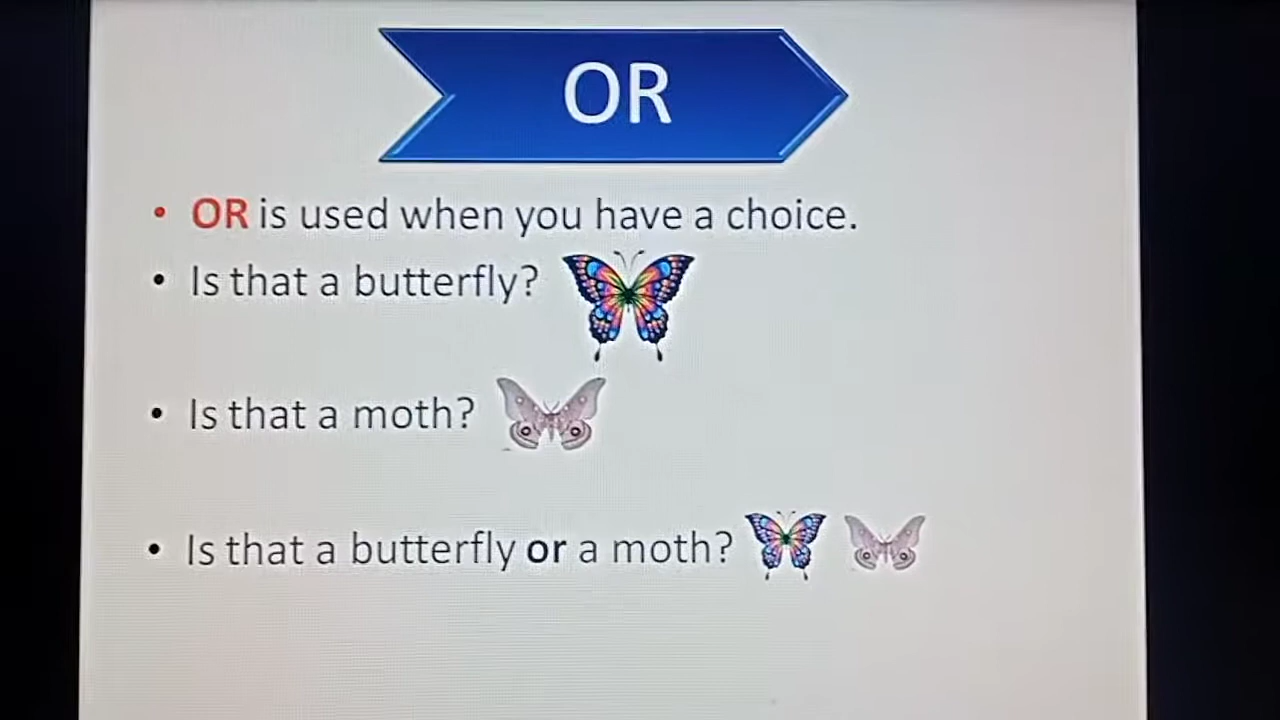 OR
• OR is used when you have a choice.
• Is that a butterfly?
• Is that a moth?
• Is that a butterfly or a moth?